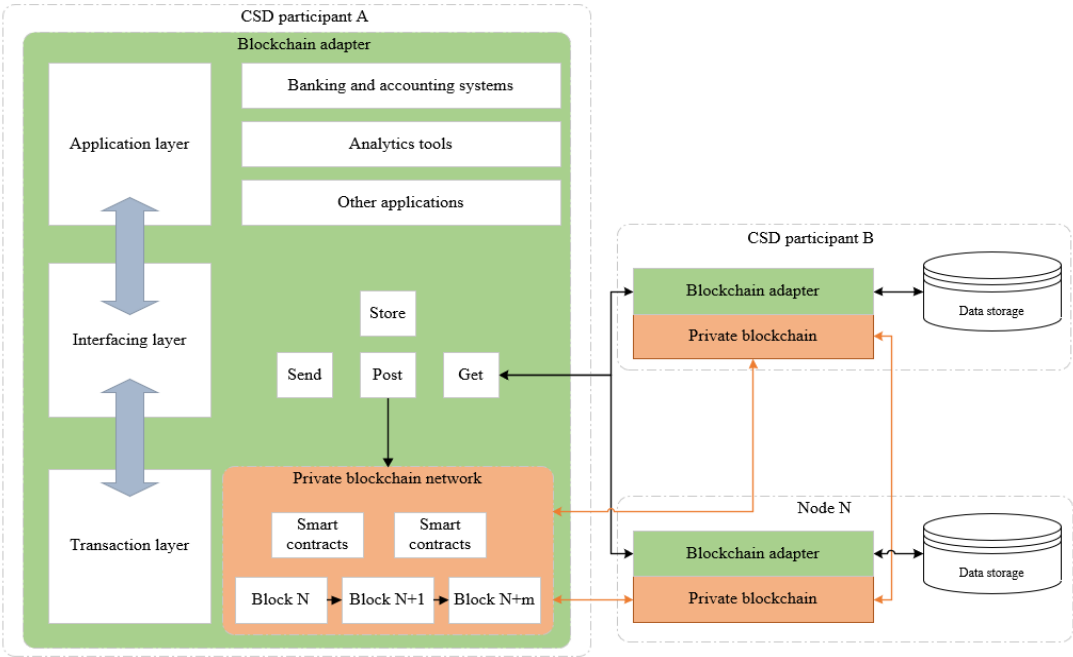 CSD participant A
Blockchain adapter
Application layer
Banking and accounting systems
Analytics tools
Other applications
Interfacing layer
Store
Send
Post
Get
Transaction layer
Private blockchain network
Smart
contracts
Smart
contracts
Block N
Block N+1
Block N+m
CSD participant B
Blockchain adapter
Private blockchain
Data storage
Node N
Blockchain adapter
Private blockchain
Data storage